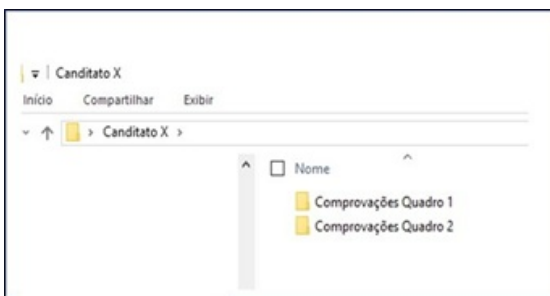 Canditato X
Início Compartilhar Exibir
> Canditato X >
Nome
Comprovações Quadro 1
Comprovações Quadro 2